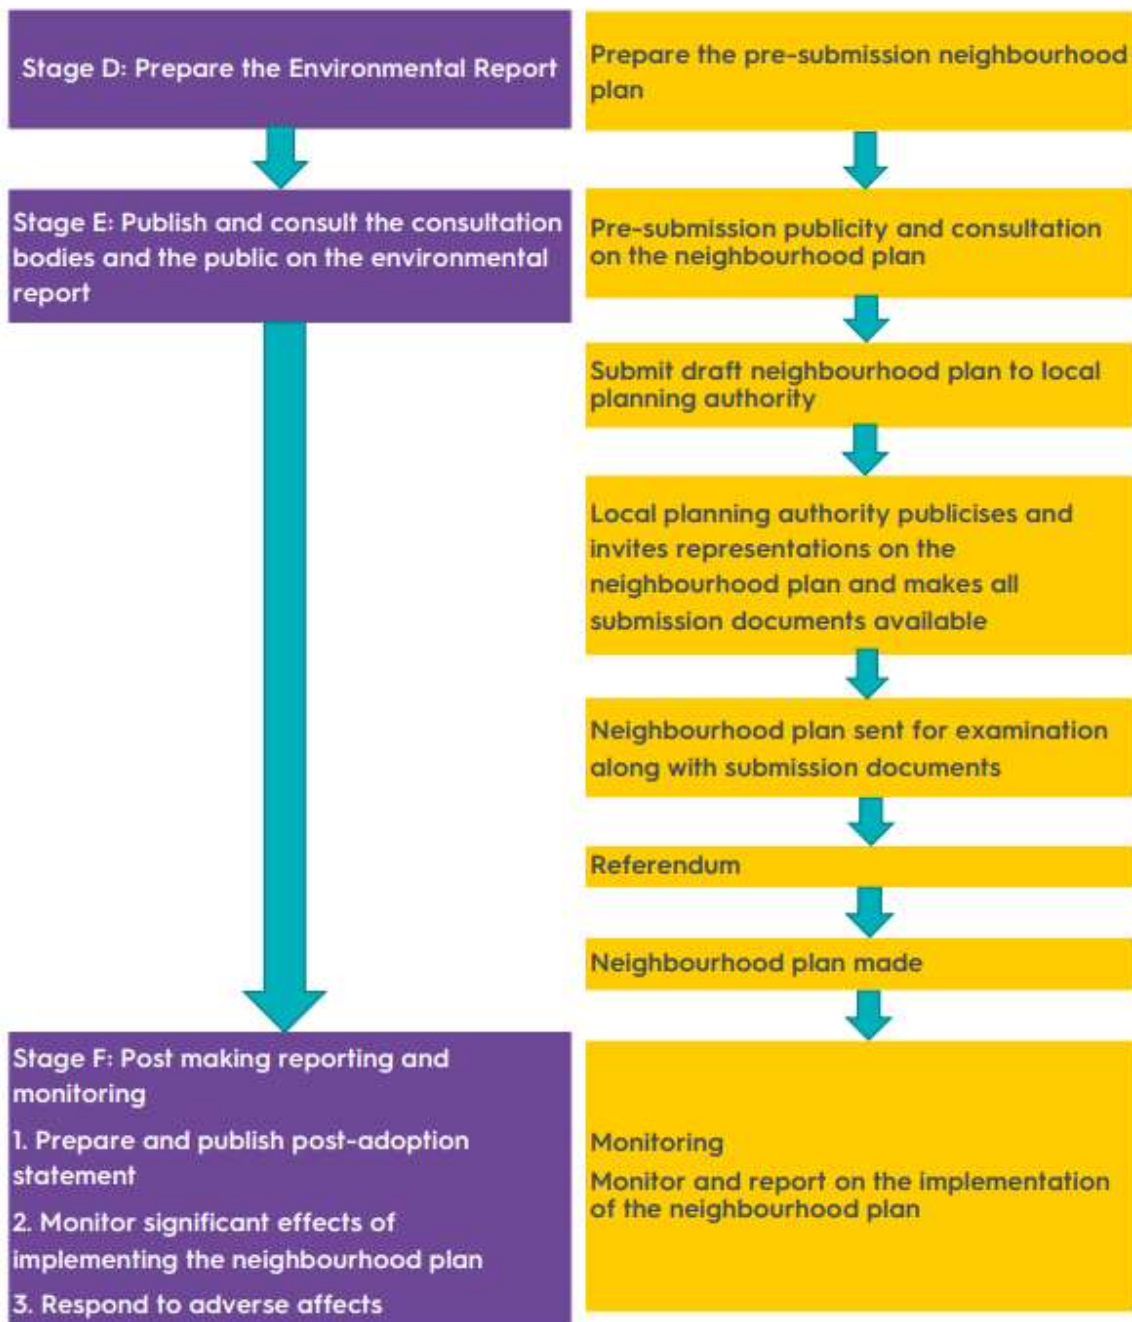 Stage D: Prepare the Environmental Report
Prepare the pre-submission neighbourhood
plan
Stage E: Publish and consult the consultation
bodies and the public on the environmental
report
Pre-submission publicity and consultation
on the neighbourhood plan
Submit draft neighbourhood plan to local
planning authority
Local planning authority publicises and
invites representations on the
neighbourhood plan and makes all
submission documents available
Neighbourhood plan sent for examination
along with submission documents
Referendum
Neighbourhood plan made
Stage F: Post making reporting and
monitoring
1. Prepare and publish post-adoption
statement
2. Monitor significant effects of
implementing the neighbourhood plan
3. Respond to adverse affects
Monitoring
Monitor and report on the implementation
of the neighbourhood plan